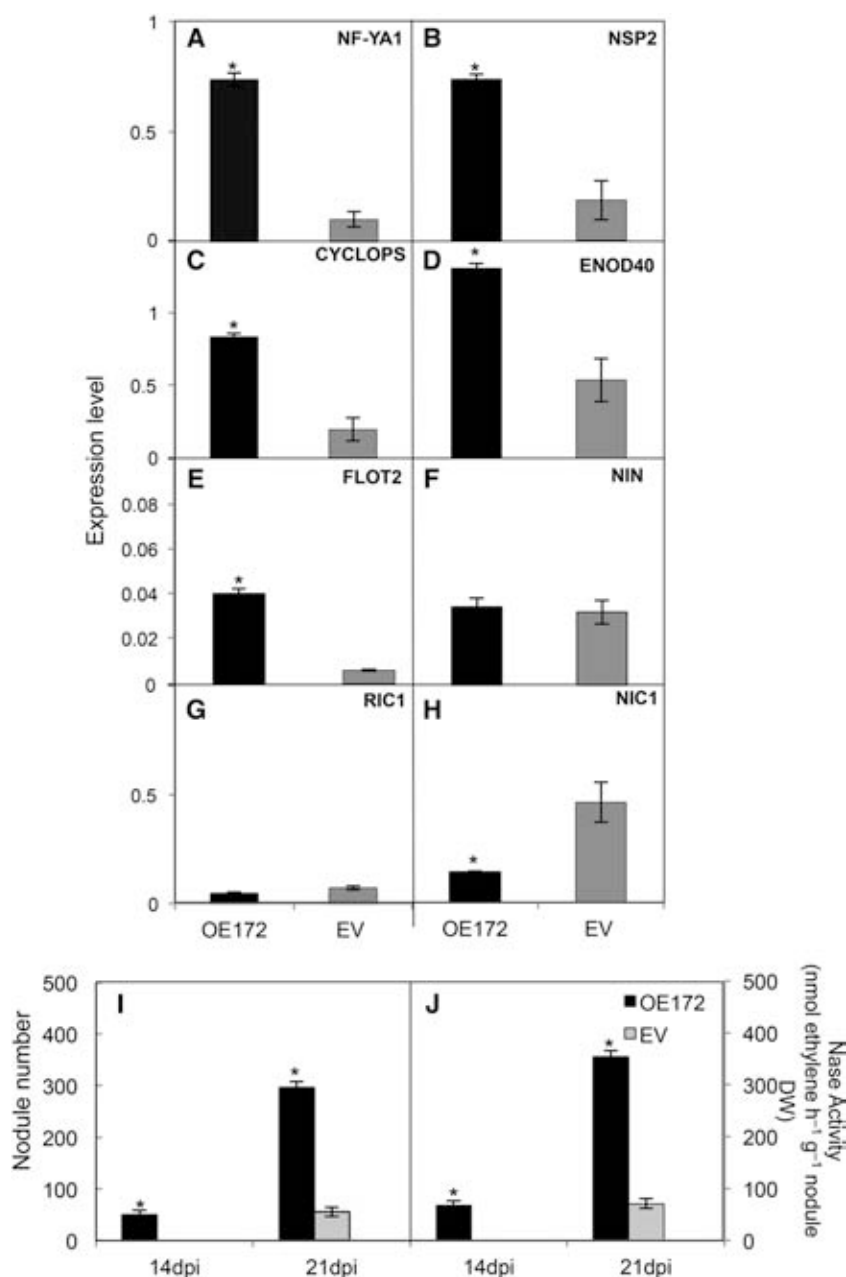 A
NF-YA1
B
NSP2
1
*
*
0.5
0
C
CYCLOPS
D
ENOD40
*
*
1
0.5
0
Expression level
E
FLOT2
F
NIN
0.08
0.06
0.04
0.02
0
*
G
RIC1
H
NIC1
0.5
0
*
OE172
EV
OE172
EV
I
J
500
400
300
200
100
0
Nodule number
*
*
14dpi
21dpi
OE172
EV
*
*
14dpi
21dpi
500
400
300
200
100
0
Nase Activity
(nmol ethylene h⁻¹ g⁻¹ nodule
DW)